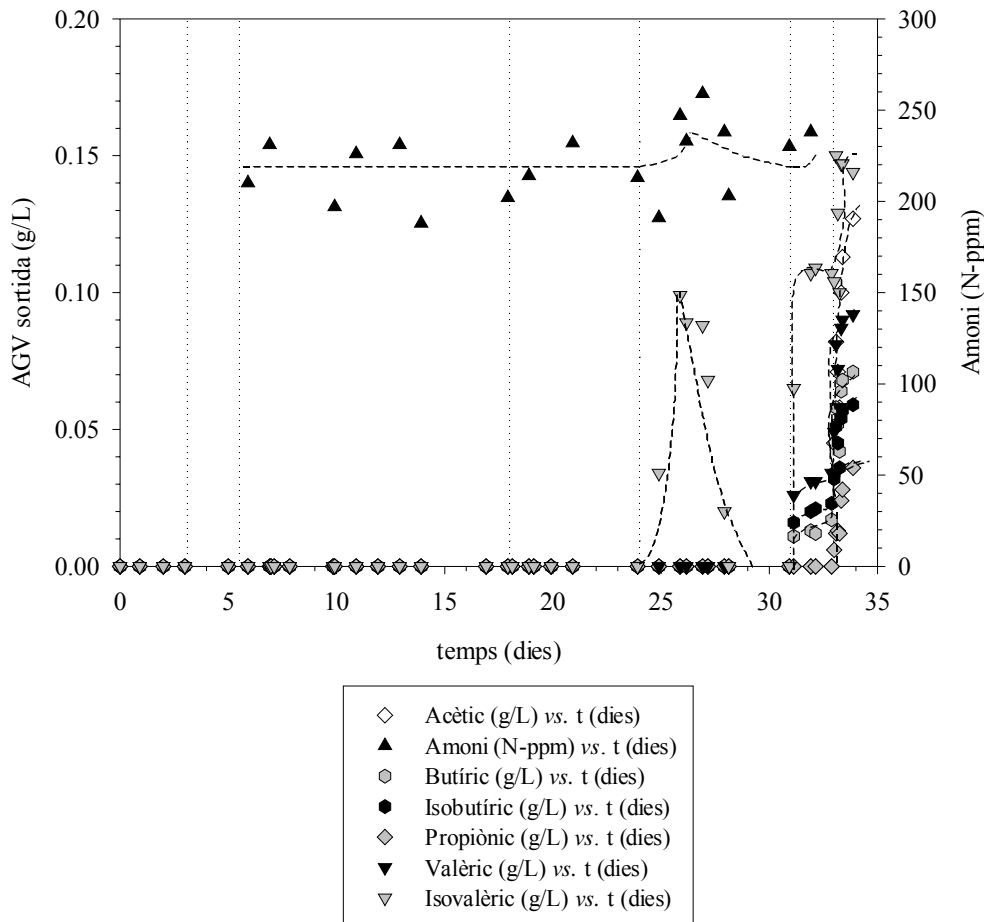 0.20
0.15
0.10
0.05
0.00
AGV sortida (g/L)
300
250
200
150
100
50
0
Amoni (N-ppm)
0 5 10 15 20 25 30 35
temps (dies)
Acètic (g/L) vs. t (dies)
Amoni (N-ppm) vs. t (dies)
Butíric (g/L) vs. t (dies)
Isobutíric (g/L) vs. t (dies)
Propiònic (g/L) vs. t (dies)
Valèric (g/L) vs. t (dies)
Isovalèric (g/L) vs. t (dies)